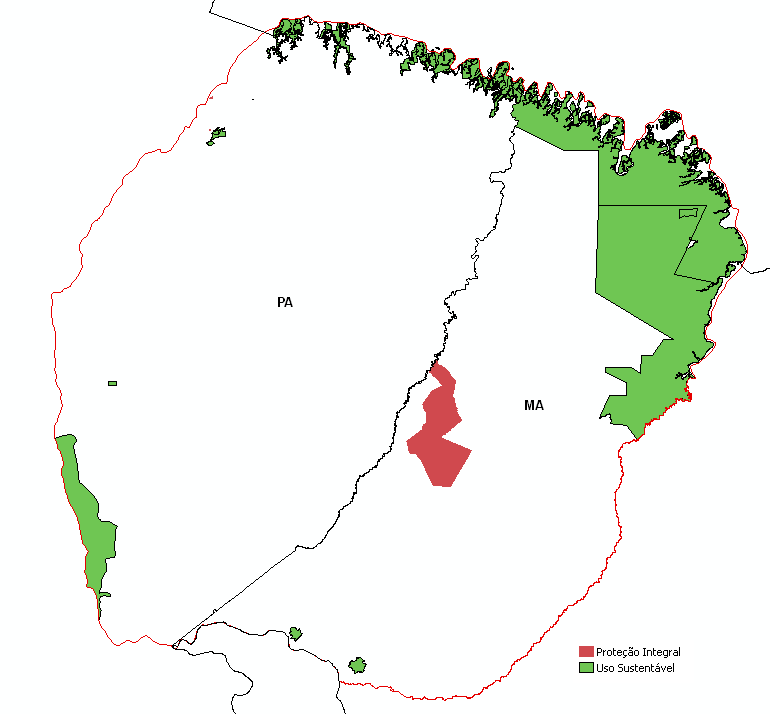 PA
MA
Proteção Integral
Uso Sustentável